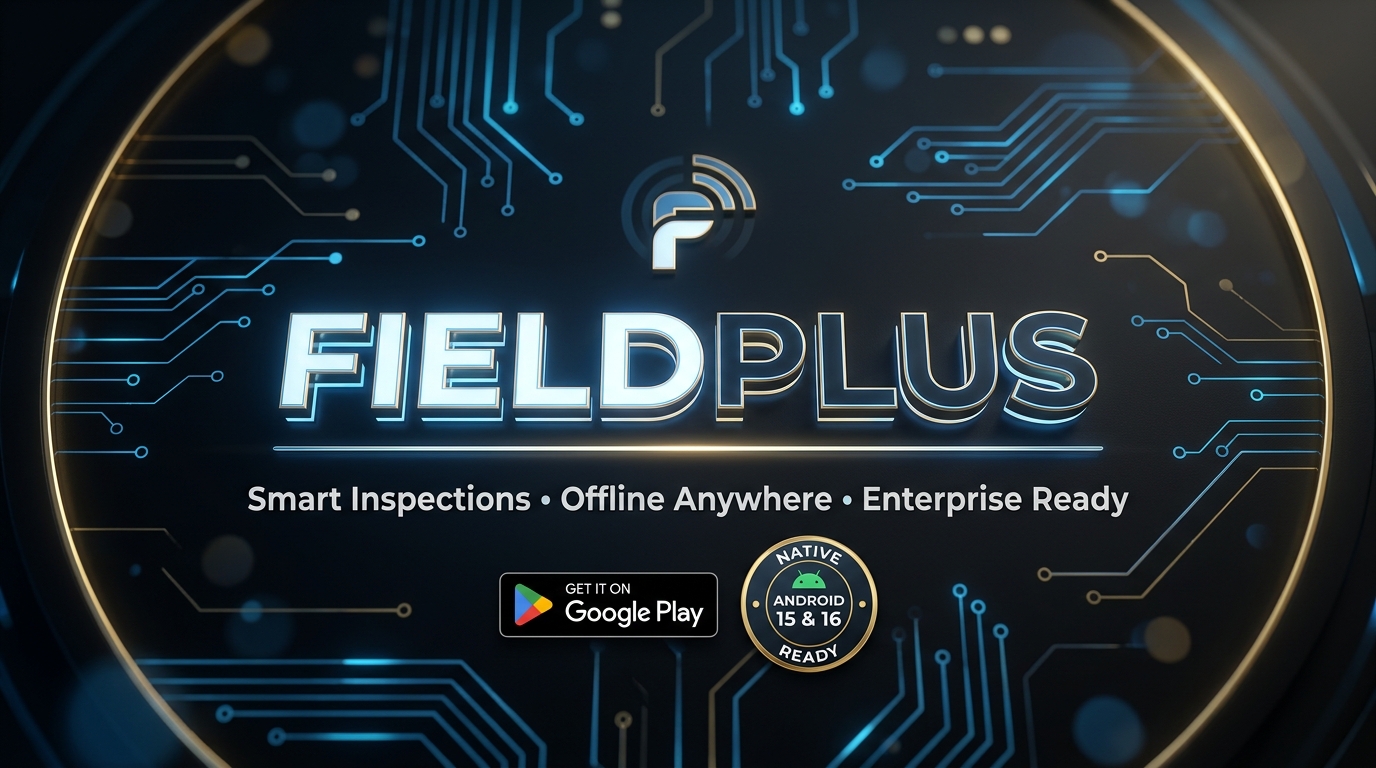 FIELDPLUS
Smart Inspections • Offline Anywhere • Enterprise Ready
GET IT ON
Google Play
NATIVE
ANDROID
15 & 16
READY